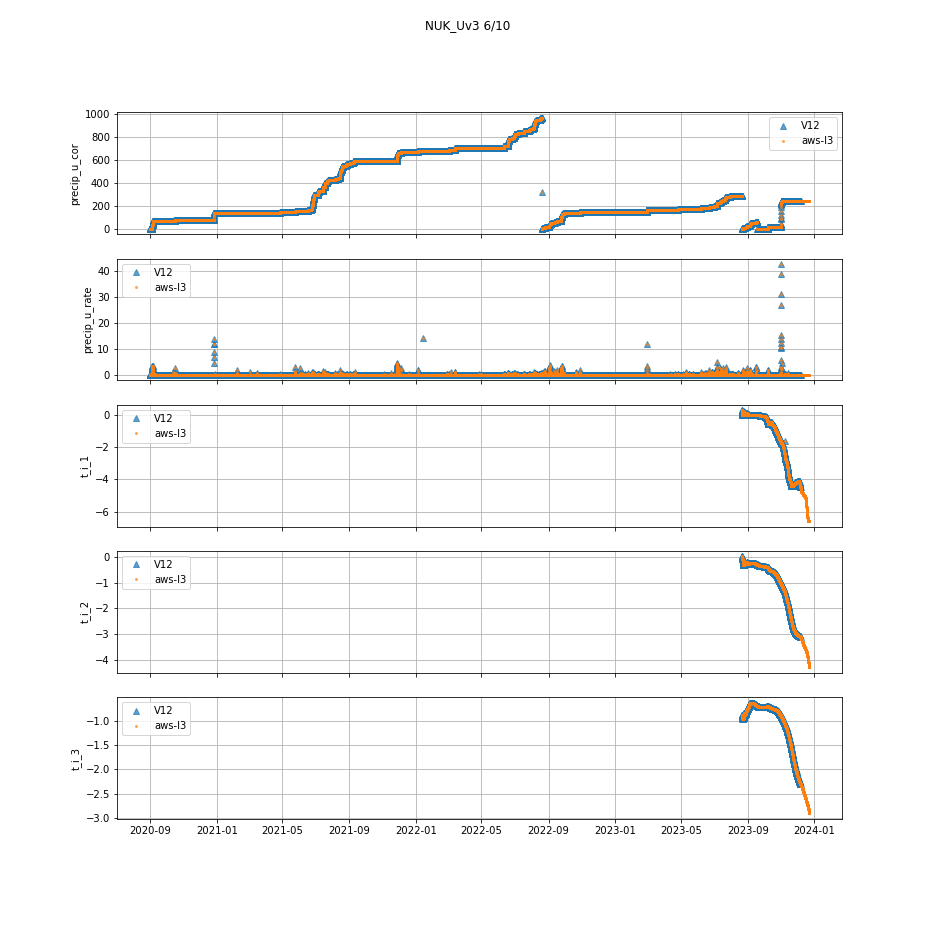 NUK_Uv3 6/10
1000
800
600
400
200
0
precip_u_cor
V12
aws-l3
40
30
20
10
0
precip_u_rate
V12
aws-l3
0
−2
−4
−6
t_i_1
V12
aws-l3
0
−1
−2
−3
−4
t_i_2
V12
aws-l3
−1.0
−1.5
−2.0
−2.5
−3.0
t_i_3
V12
aws-l3
2020-09 2021-01 2021-05 2021-09 2022-01 2022-05 2022-09 2023-01 2023-05 2023-09 2024-01